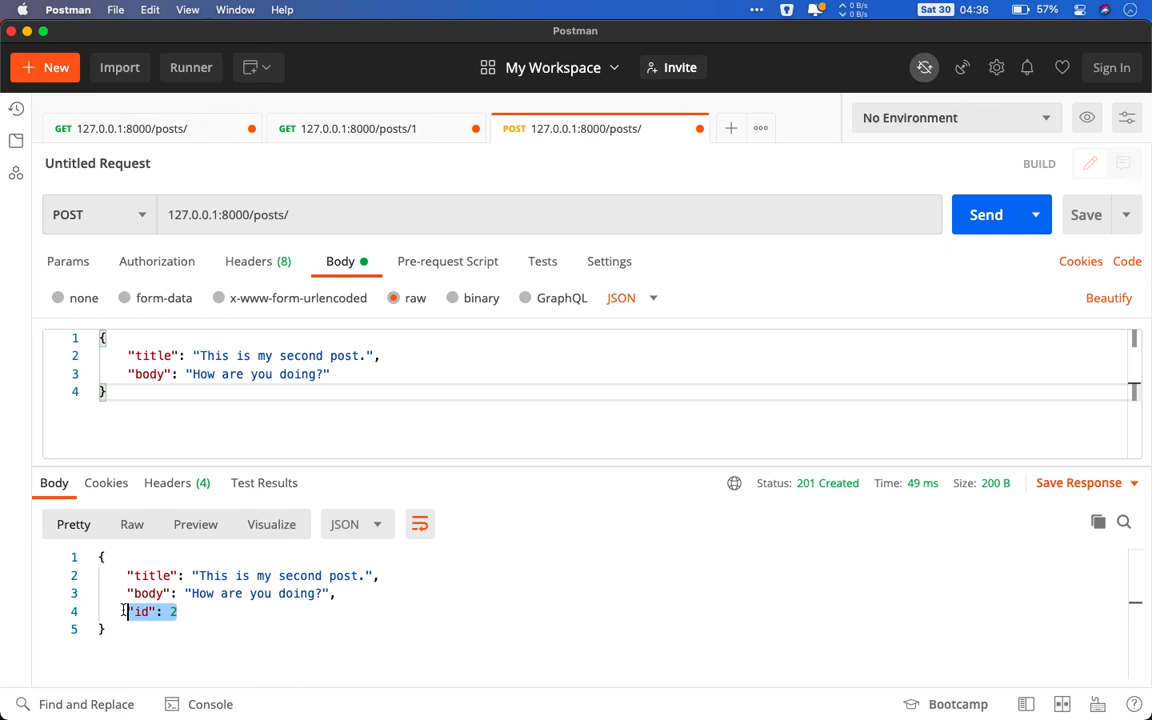 Postman File Edit View Window Help ••• 0 B/s 0 B/s Sat 30 04:36 57%
Postman
+ New Import Runner My Workspace Invite Sign In
GET 127.0.0.1:8000/posts/ GET 127.0.0.1:8000/posts/1 POST 127.0.0.1:8000/posts/ + ••• No Environment
Untitled Request BUILD
POST 127.0.0.1:8000/posts/ Send Save
Params Authorization Headers (8) Body Pre-request Script Tests Settings Cookies Code
none form-data x-www-form-urlencoded raw binary GraphQL JSON Beautify
1 {
2 "title": "This is my second post.",
3 "body": "How are you doing?"
4 }
Body Cookies Headers (4) Test Results Status: 201 Created Time: 49 ms Size: 200 B Save Response
Pretty Raw Preview Visualize JSON
1 {
2 "title": "This is my second post.",
3 "body": "How are you doing?",
4 "id": 2
5 }
Find and Replace Console Bootcamp